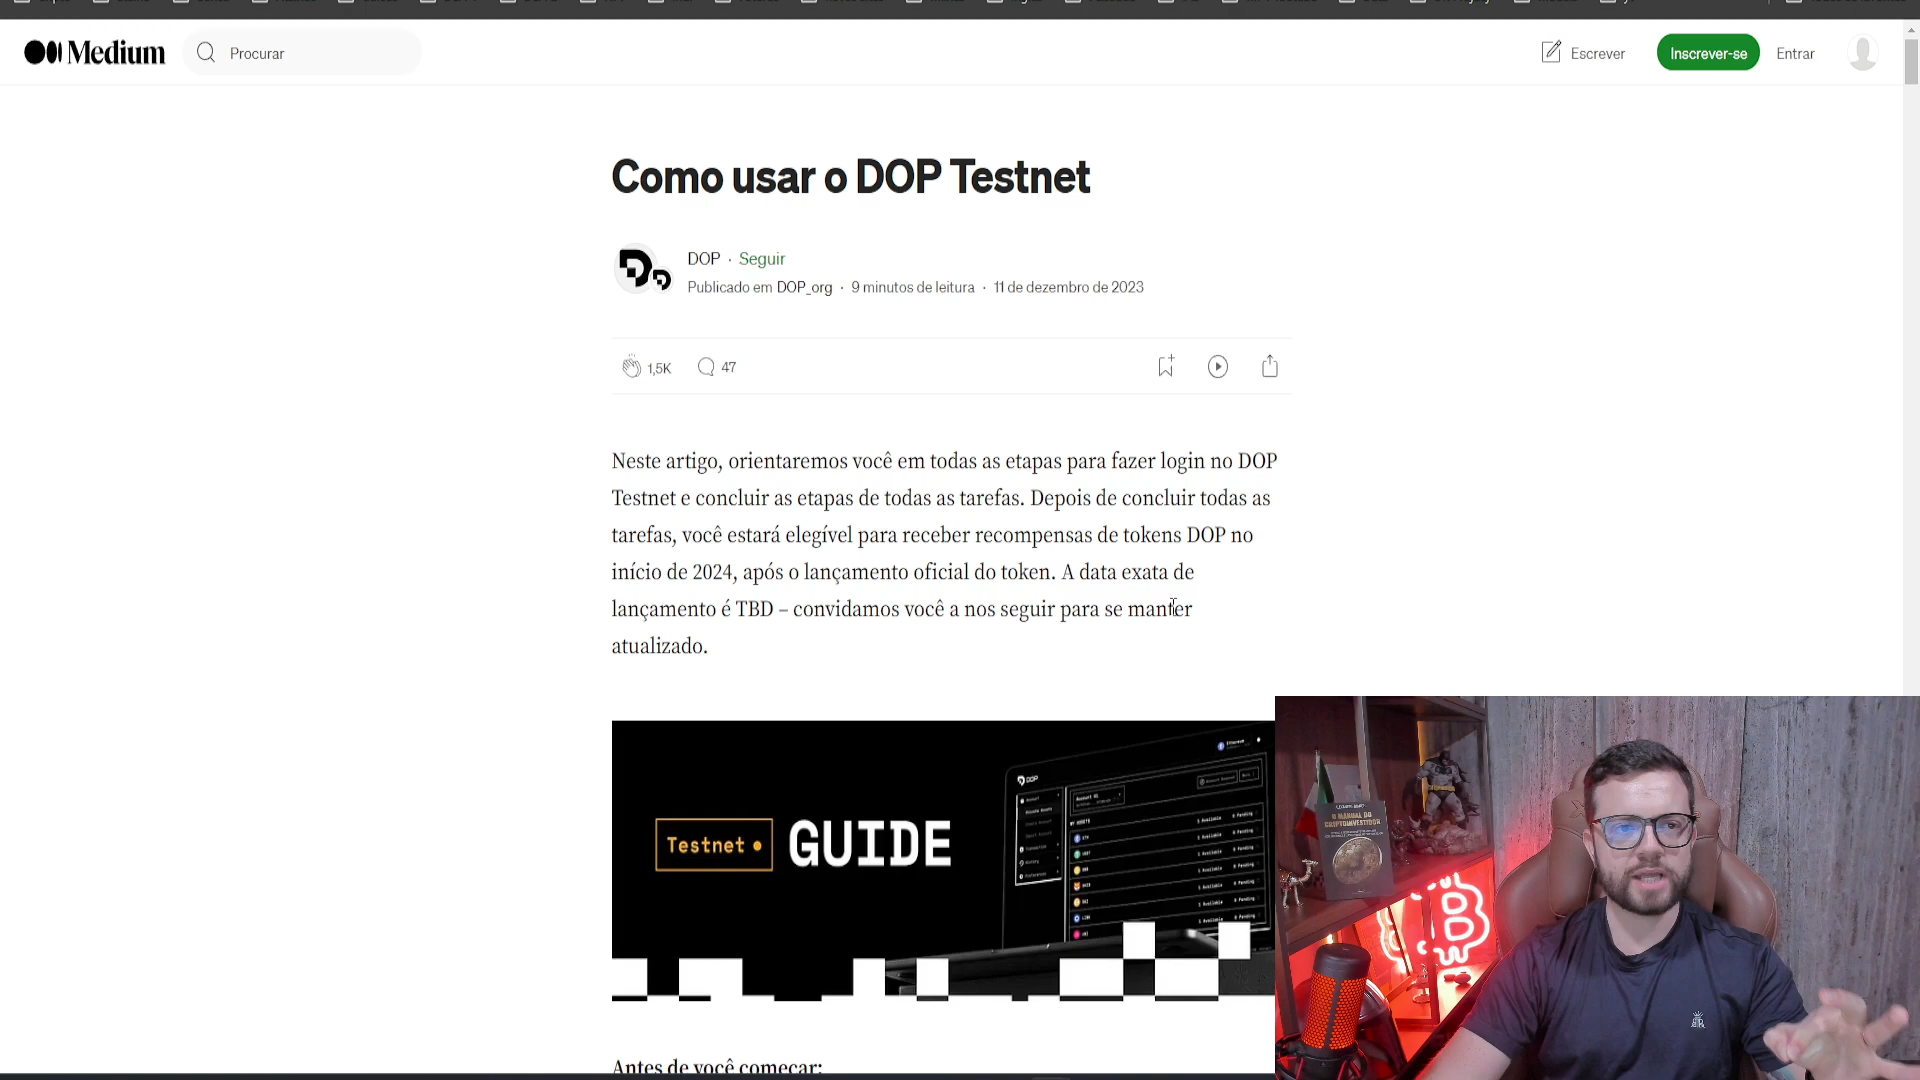 Medium
Procurar
Escrever
Inscrever-se
Entrar
Como usar o DOP Testnet
DOP · Seguir
Publicado em DOP_org · 9 minutos de leitura · 11 de dezembro de 2023
1,5K
47
Neste artigo, orientaremos você em todas as etapas para fazer login no DOP
Testnet e concluir as etapas de todas as tarefas. Depois de concluir todas as
tarefas, você estará elegível para receber recompensas de tokens DOP no
início de 2024, após o lançamento oficial do token. A data exata de
lançamento é TBD – convidamos você a nos seguir para se manter
atualizado.
Testnet
GUIDE
DOP
O MANUAL DO
CRIPTOINVESTIDOR
Antes de você começar: